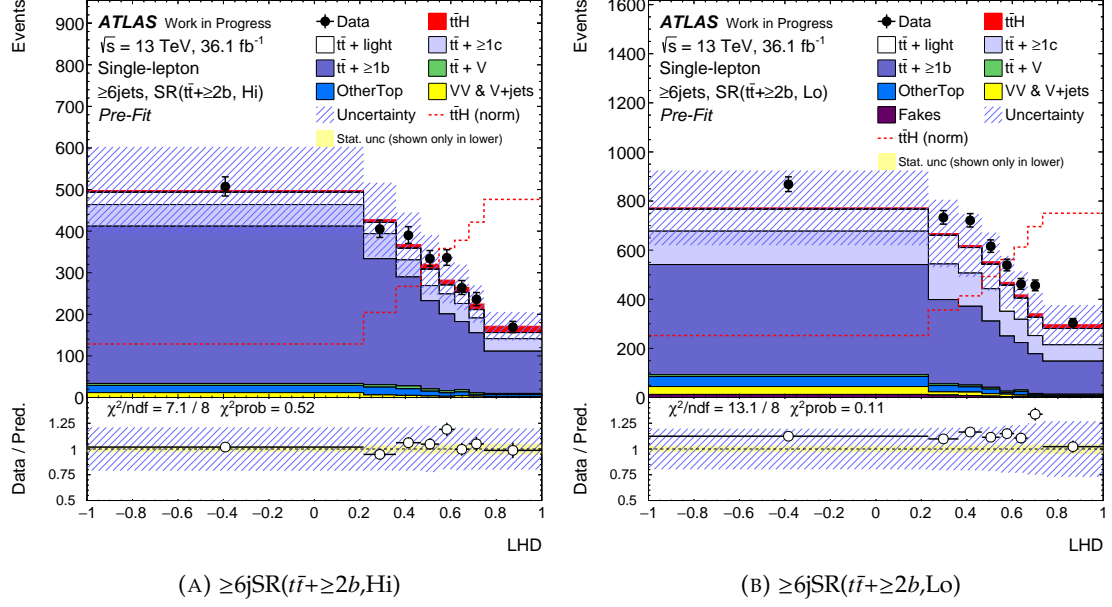 Events
900
800
700
600
500
400
300
200
100
0
ATLAS Work in Progress
√s = 13 TeV, 36.1 fb⁻¹
Single-lepton
≥6jets, SR(tt̄+≥2b, Hi)
Pre-Fit
Data
tt̄H
tt̄ + light
tt̄ + ≥1c
tt̄ + ≥1b
tt̄ + V
OtherTop
VV & V+jets
Uncertainty
tt̄H (norm)
Stat. unc (shown only in lower)
χ²/ndf = 7.1 / 8 χ²prob = 0.52
Data / Pred.
1.25
1
0.75
0.5
−1 −0.8 −0.6 −0.4 −0.2 0 0.2 0.4 0.6 0.8 1
LHD
(A) ≥6jSR(tt̄+≥2b,Hi)
Events
1600
1400
1200
1000
800
600
400
200
0
ATLAS Work in Progress
√s = 13 TeV, 36.1 fb⁻¹
Single-lepton
≥6jets, SR(tt̄+≥2b, Lo)
Pre-Fit
Data
tt̄H
tt̄ + light
tt̄ + ≥1c
tt̄ + ≥1b
tt̄ + V
OtherTop
VV & V+jets
Fakes
Uncertainty
tt̄H (norm)
Stat. unc (shown only in lower)
χ²/ndf = 13.1 / 8 χ²prob = 0.11
Data / Pred.
1.25
1
0.75
0.5
−1 −0.8 −0.6 −0.4 −0.2 0 0.2 0.4 0.6 0.8 1
LHD
(B) ≥6jSR(tt̄+≥2b,Lo)